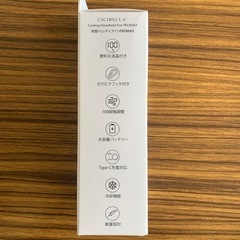 CICIBELLA
Cooling Handheld Fan PROMAX
冷却ハンディファンPROMAX
100
便利な液晶付き
カラビナフック付き
100段階調整
大容量バッテリー
Type-C充電対応
冷却機能
軽量設計